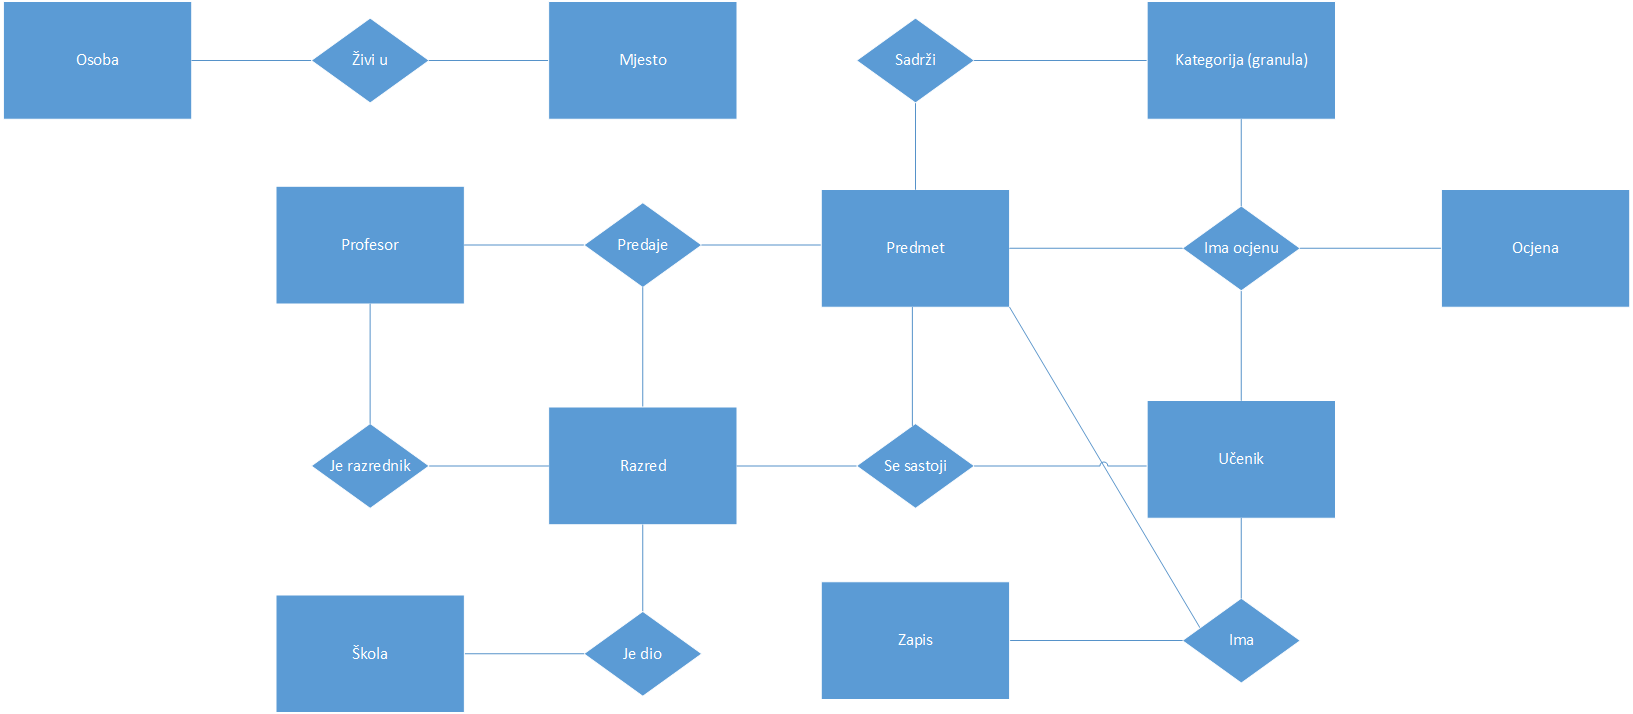 Osoba
Živi u
Mjesto
Sadrži
Kategorija (granula)
Profesor
Predaje
Predmet
Ima ocjenu
Ocjena
Je razrednik
Razred
Se sastoji
Učenik
Škola
Je dio
Zapis
Ima